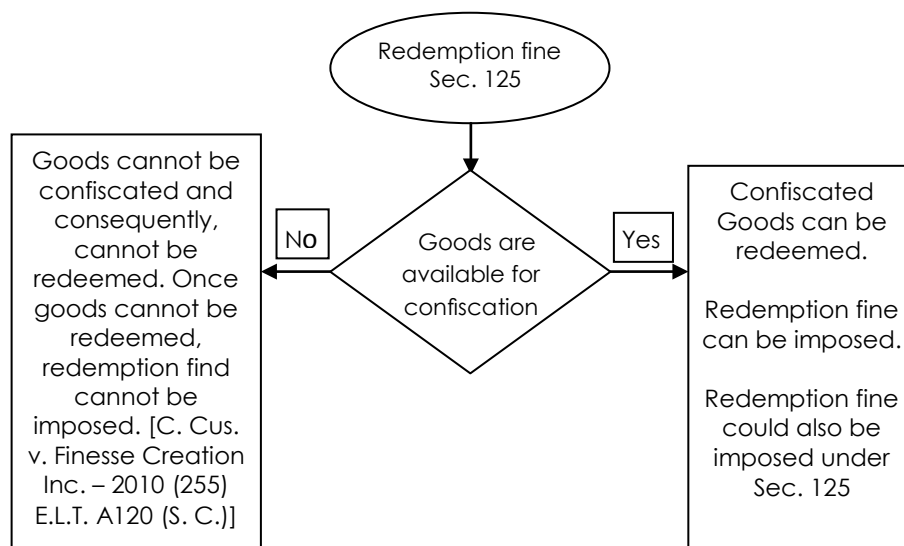 Redemption fine
Sec. 125
Goods cannot be
confiscated and
consequently,
cannot be
redeemed. Once
goods cannot be
redeemed,
redemption find
cannot be
imposed. [C. Cus.
v. Finesse Creation
Inc. – 2010 (255)
E.L.T. A120 (S. C.)]
No
Goods are
available for
confiscation
Yes
Confiscated
Goods can be
redeemed.
Redemption fine
can be imposed.
Redemption fine
could also be
imposed under
Sec. 125